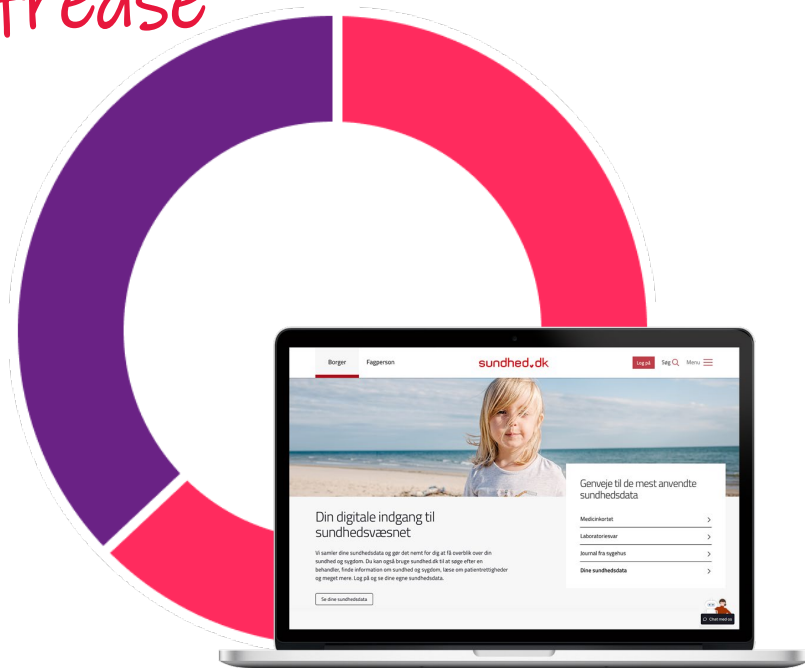 Borger
Fagperson
sundhed.dk
Log på
Søg
Menu
Genveje til de mest anvendte
sundhedsdata
Medicinkortet
Laboratoriesvar
Journal fra sygehus
Dine sundhedsdata
Din digitale indgang til
sundhedsvæsnet
Vi samler dine sundhedsdata og gør det nemt for dig at få overblik over din
sundhed og sygdom. Du kan også bruge sundhed.dk til at søge efter en
behandler, finde information om sundhed og sygdom, læse om patientrettigheder
og meget mere. Log på og se dine egne sundhedsdata.
Se dine sundhedsdata
Chat med os